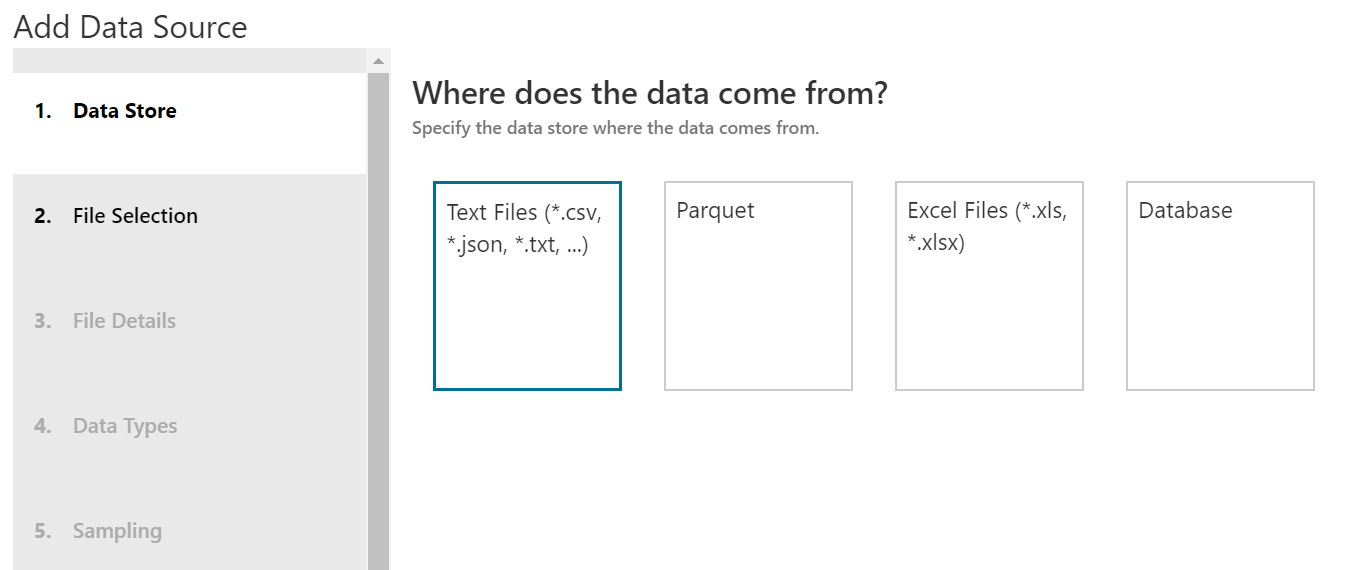 Add Data Source
1. Data Store
2. File Selection
3. File Details
4. Data Types
5. Sampling
Where does the data come from?
Specify the data store where the data comes from.
Text Files (*.csv,
*.json, *.txt, ...)
Parquet
Excel Files (*.xls,
*.xlsx)
Database